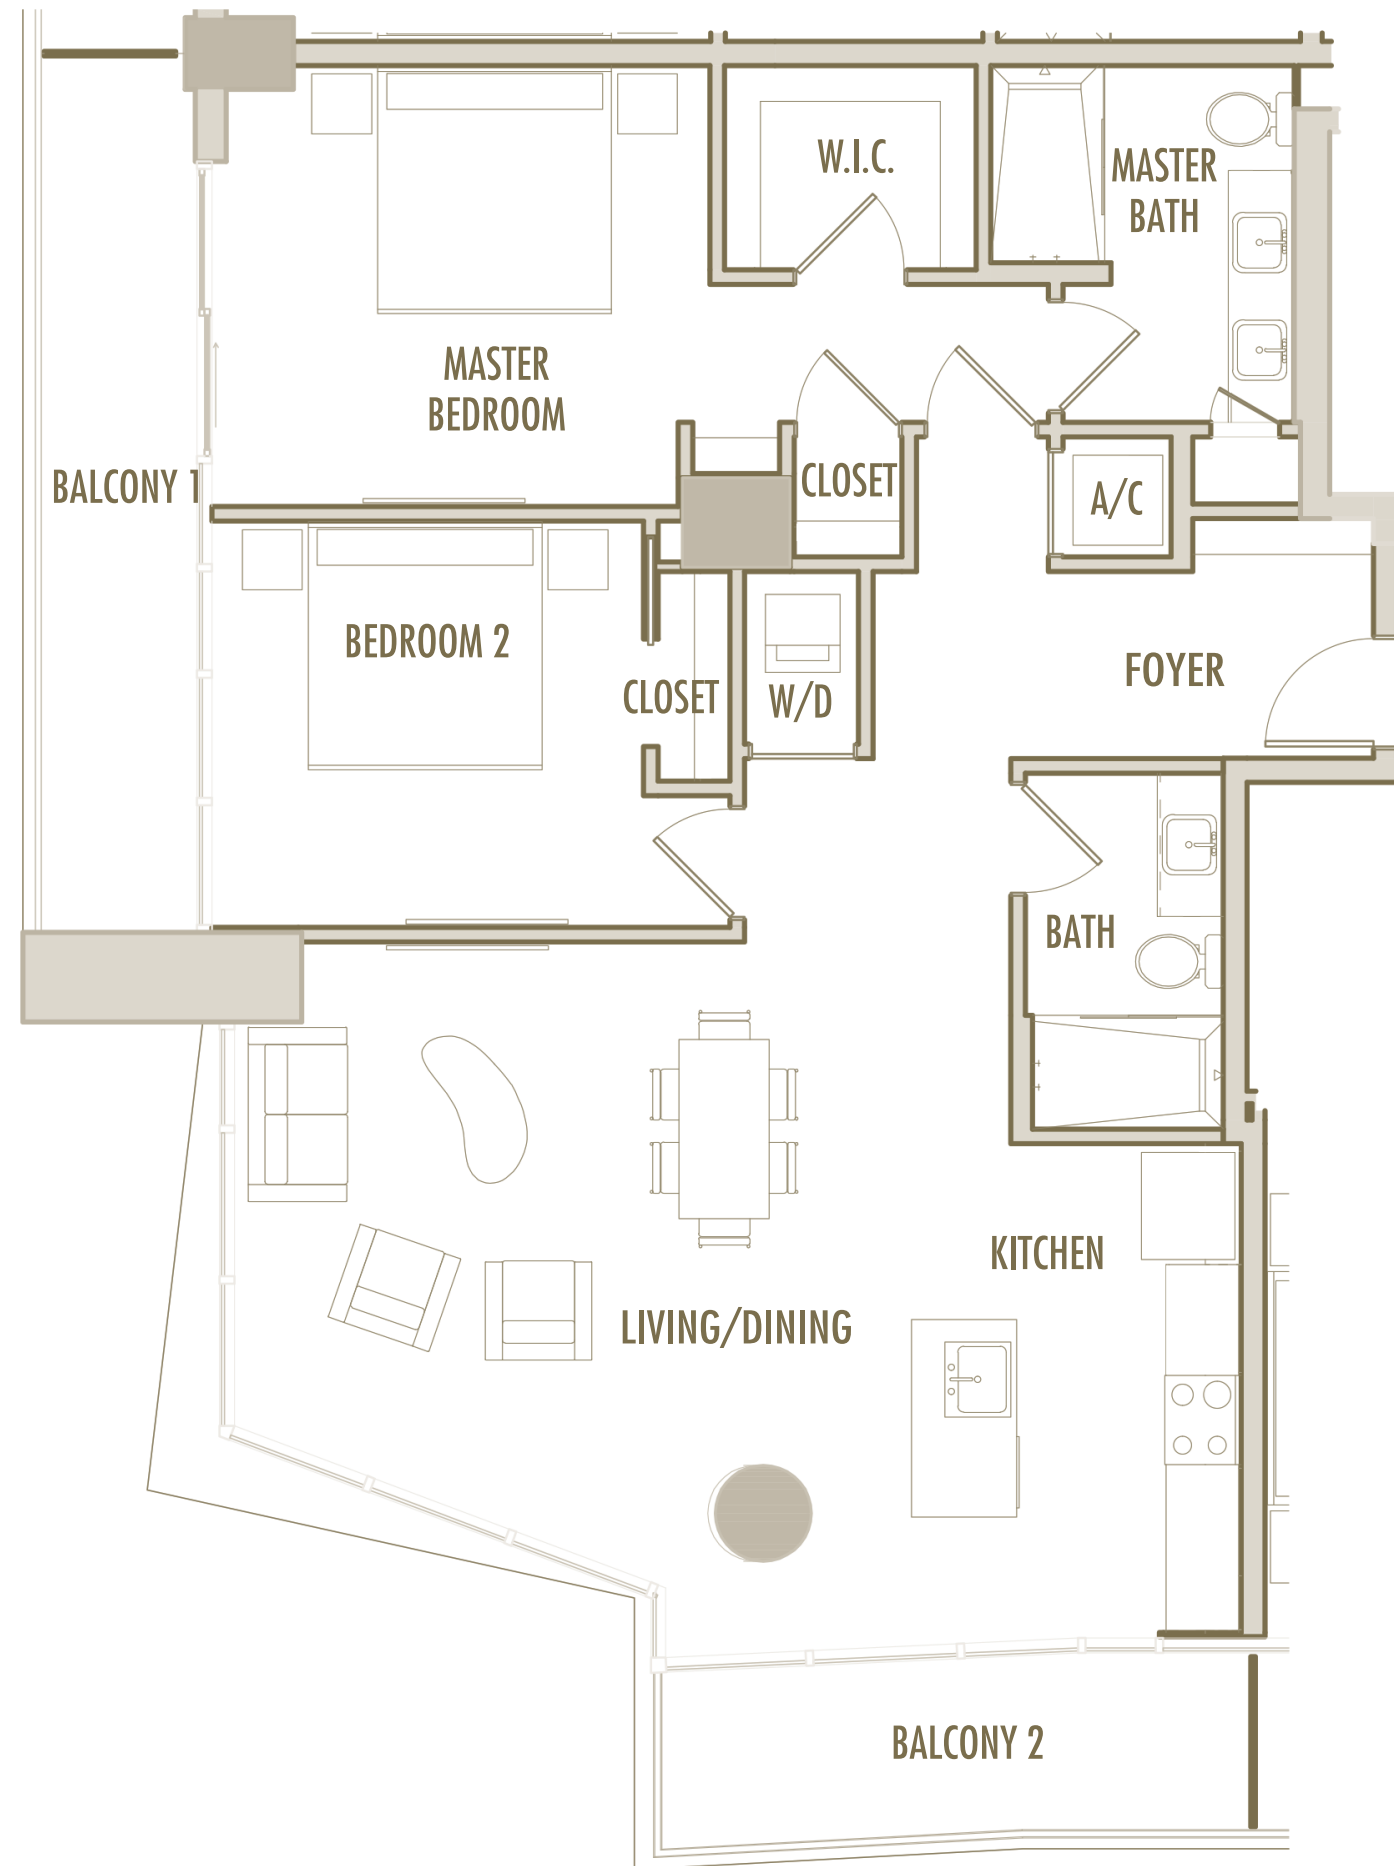 W.I.C.
MASTER
BATH
MASTER
BEDROOM
BALCONY 1
CLOSET
A/C
BEDROOM 2
FOYER
CLOSET
W/D
BATH
KITCHEN
LIVING/DINING
BALCONY 2